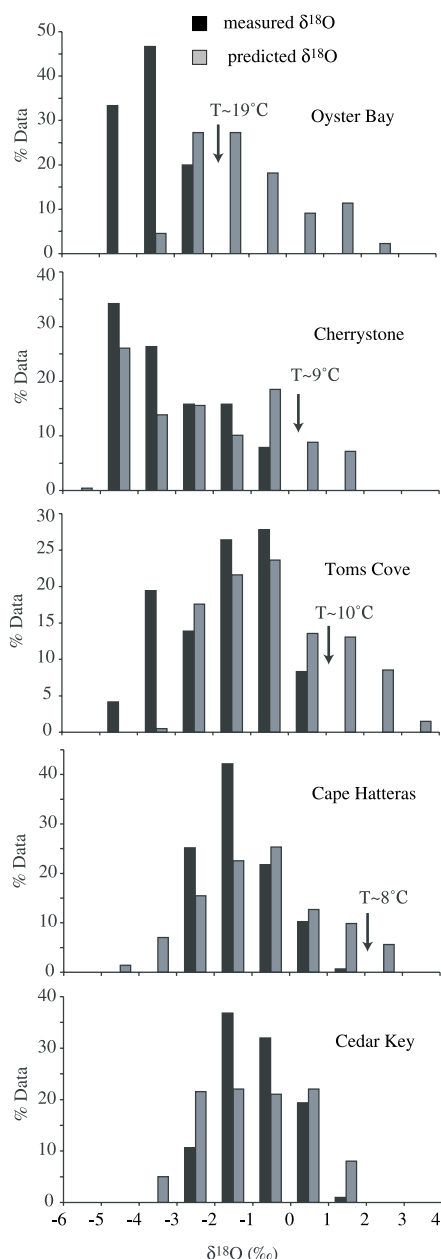 measured δ¹⁸O
predicted δ¹⁸O
50
40
30
20
10
0
% Data
T~19˚C
Oyster Bay
40
30
20
10
0
% Data
Cherrystone
T~9˚C
30
25
20
15
10
5
0
% Data
Toms Cove
T~10˚C
40
30
20
10
0
% Data
Cape Hatteras
T~8˚C
40
30
20
10
0
% Data
Cedar Key
-6 -5 -4 -3 -2 -1 0 1 2 3 4
δ¹⁸O (‰)